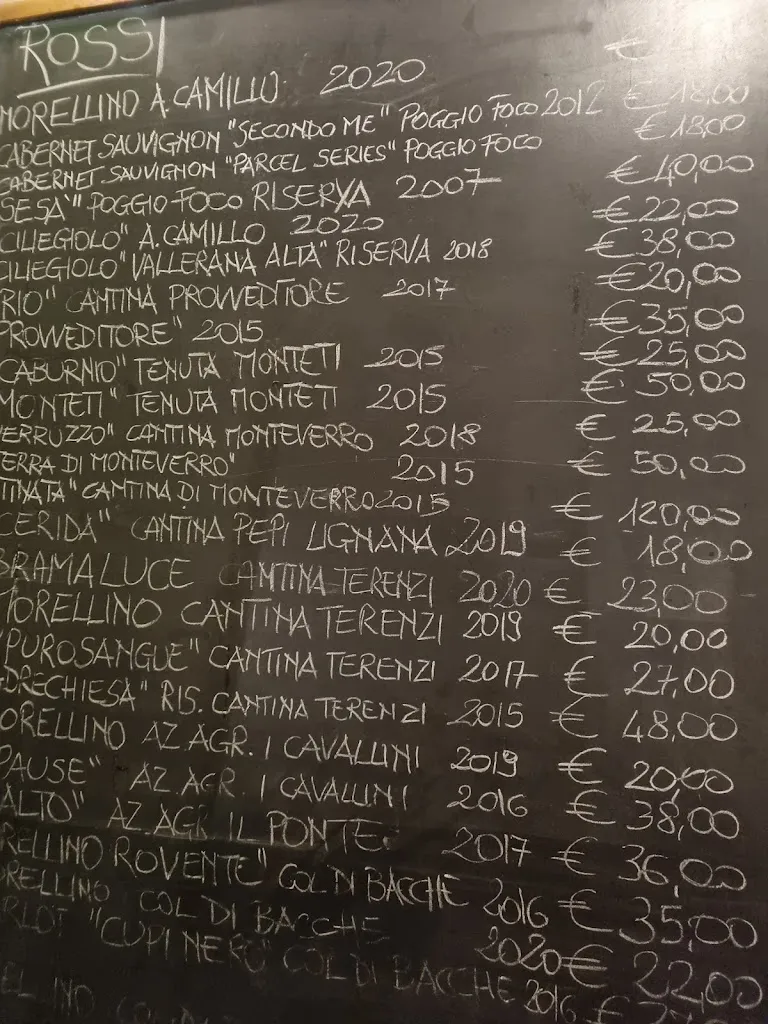 ROSSI
MORELLINO A.CAMILLO 2020 €
CABERNET SAUVIGNON "SECONDO ME" POGGIO FOCO 2012 € 18,00
CABERNET SAUVIGNON "PARCEL SERIES" POGGIO FOCO € 18,00
SESÀ" POGGIO FOCO RISERVA 2007 € 40,00
CILIEGIOLO" A.CAMILLO 2020 € 22,00
CILIEGIOLO "VALLERANA ALTA" RISERVA 2018 € 38,00
RIO" CANTINA PROVVEDITORE 2017 € 20,00
PROVVEDITORE" 2015 € 35,00
CABURNIO" TENUTA MONTETI 2015 € 25,00
MONTETI" TENUTA MONTETI 2015 € 50,00
VERRUZZO" CANTINA MONTEVERRO 2018 € 25,00
TERRA DI MONTEVERRO" 2015 € 50,00
TINATA" CANTINA DI MONTEVERRO 2015 € 120,00
CERIDA" CANTINA PEPI LIGNANA 2019 € 18,00
BRAMALUCE CANTINA TERENZI 2020 € 23,00
MORELLINO CANTINA TERENZI 2019 € 20,00
"PUROSANGUE" CANTINA TERENZI 2017 € 27,00
DRECHIESA" RIS. CANTINA TERENZI 2015 € 48,00
ORELLINO AZ.AGR. I CAVALLINI 2019 € 20,00
PAUSE" AZ.AGR. I CAVALLINI 2016 € 38,00
ALTO" AZ.AGR IL PONTE 2017 € 36,00
RELLINO ROVENTE" COL DI BACCHE 2016 € 35,00
RELLINO COL DI BACCHE 2020 € 22,00
RLOT "CUPINERO" COL DI BACCHE 2016 €